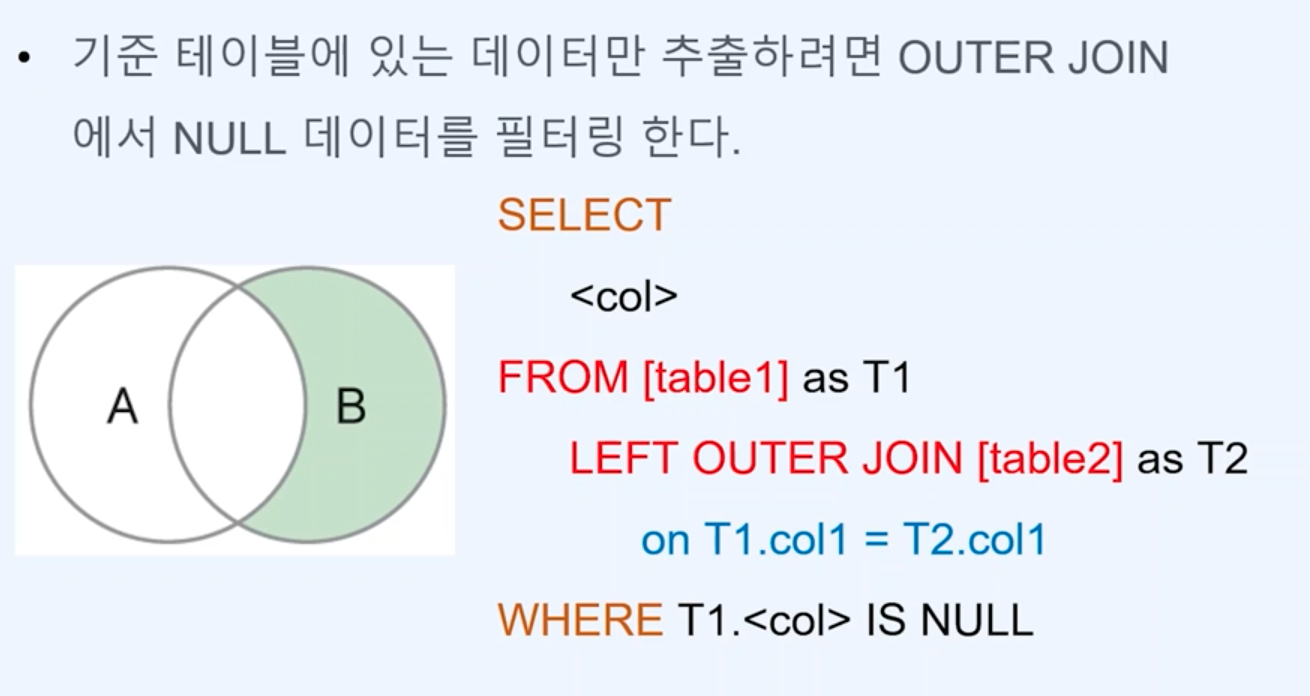 • 기준 테이블에 있는 데이터만 추출하려면 OUTER JOIN
에서 NULL 데이터를 필터링 한다.
SELECT
<col>
FROM [table1] as T1
LEFT OUTER JOIN [table2] as T2
on T1.col1 = T2.col1
WHERE T1.<col> IS NULL
A
B